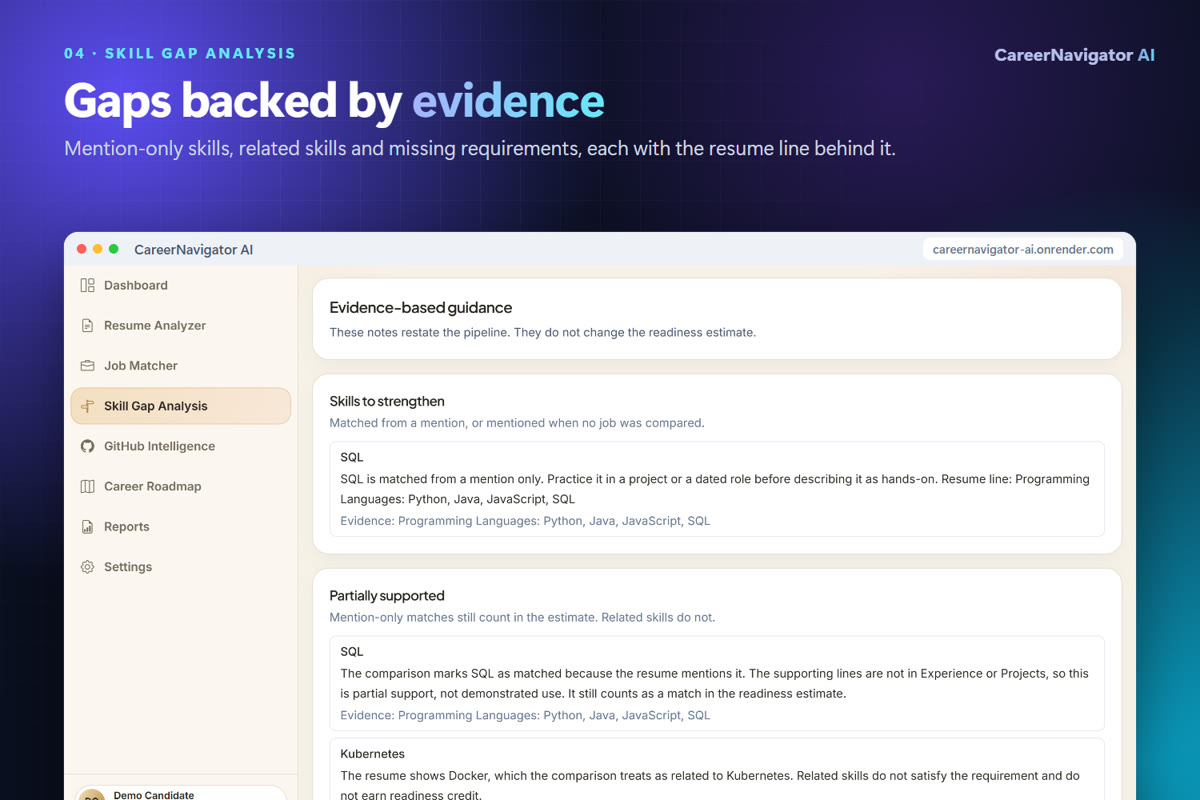 04 · SKILL GAP ANALYSIS
CareerNavigator AI
Gaps backed by evidence
Mention-only skills, related skills and missing requirements, each with the resume line behind it.
CareerNavigator AI
careernavigator-ai.onrender.com
Dashboard
Resume Analyzer
Job Matcher
Skill Gap Analysis
GitHub Intelligence
Career Roadmap
Reports
Settings
Demo Candidate
Evidence-based guidance
These notes restate the pipeline. They do not change the readiness estimate.
Skills to strengthen
Matched from a mention, or mentioned when no job was compared.
SQL
SQL is matched from a mention only. Practice it in a project or a dated role before describing it as hands-on. Resume line: Programming
Languages: Python, Java, JavaScript, SQL
Evidence: Programming Languages: Python, Java, JavaScript, SQL
Partially supported
Mention-only matches still count in the estimate. Related skills do not.
SQL
The comparison marks SQL as matched because the resume mentions it. The supporting lines are not in Experience or Projects, so this
is partial support, not demonstrated use. It still counts as a match in the readiness estimate.
Evidence: Programming Languages: Python, Java, JavaScript, SQL
Kubernetes
The resume shows Docker, which the comparison treats as related to Kubernetes. Related skills do not satisfy the requirement and do
not earn readiness credit.